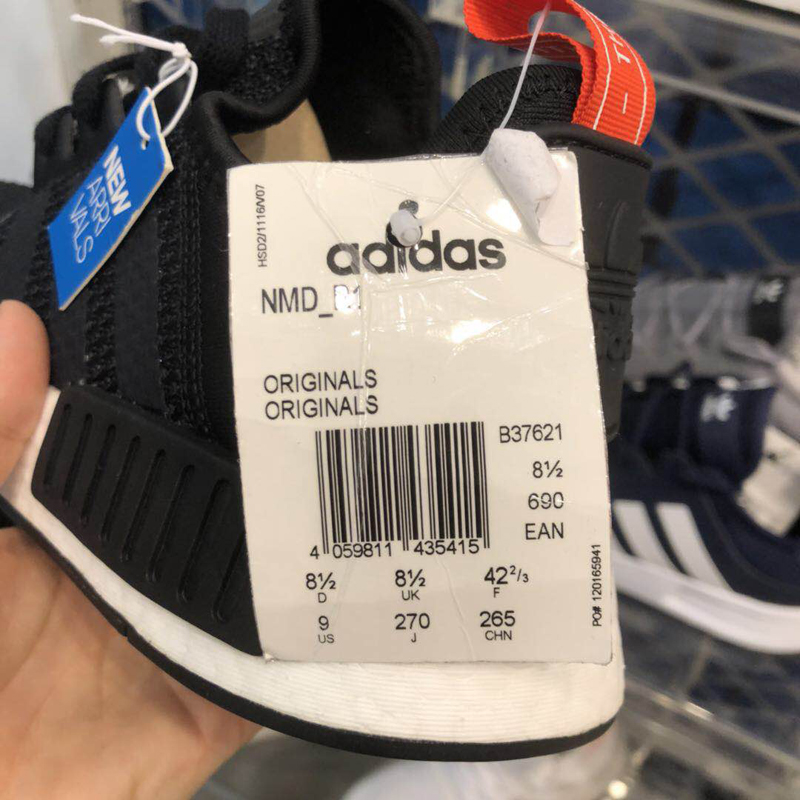 NEW
ARRI
VALS
TH
HSD2/1116/V07
adidas
NMD_R1
ORIGINALS
ORIGINALS
B37621
8½
690
EAN
4 059811 435415
8½ 8½ 42²/³
D UK F
9 270 265
US J CHN
PO# 120165941